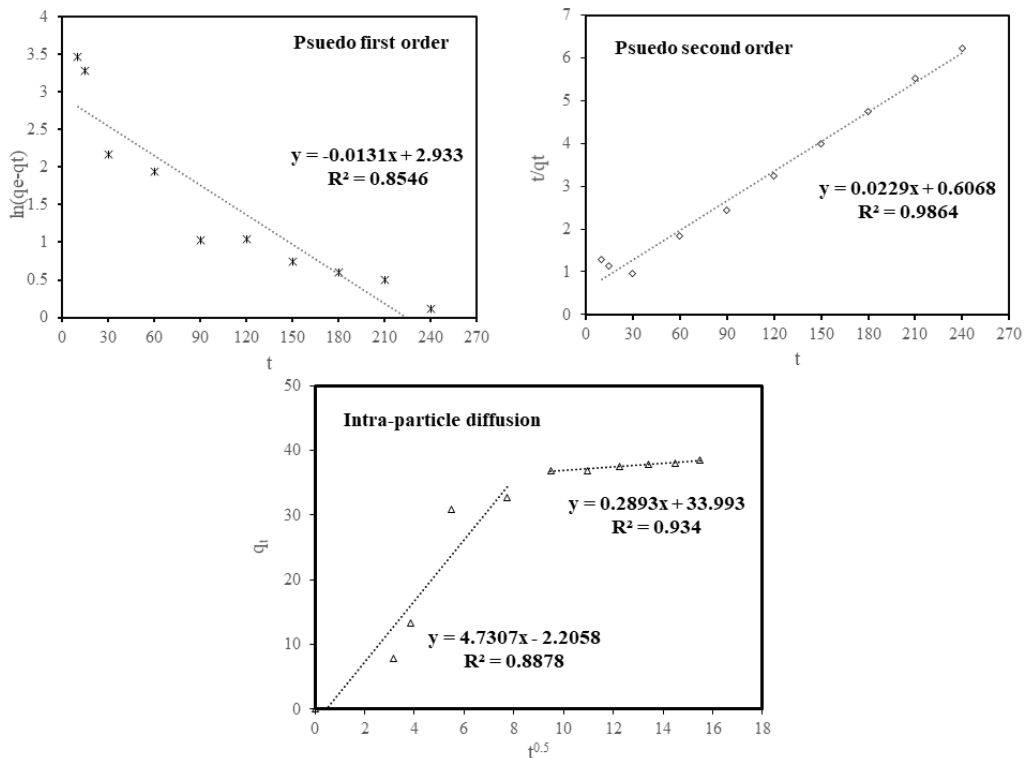 Psuedo first order
4
3.5
3
2.5
2
1.5
1
0.5
0
ln(qe-qt)
y = -0.0131x + 2.933
R² = 0.8546
0 30 60 90 120 150 180 210 240 270
t
Psuedo second order
7
6
5
4
3
2
1
0
t/qt
y = 0.0229x + 0.6068
R² = 0.9864
0 30 60 90 120 150 180 210 240 270
t
Intra-particle diffusion
50
40
30
20
10
0
qt
y = 0.2893x + 33.993
R² = 0.934
y = 4.7307x - 2.2058
R² = 0.8878
0 2 4 6 8 10 12 14 16 18
t^0.5